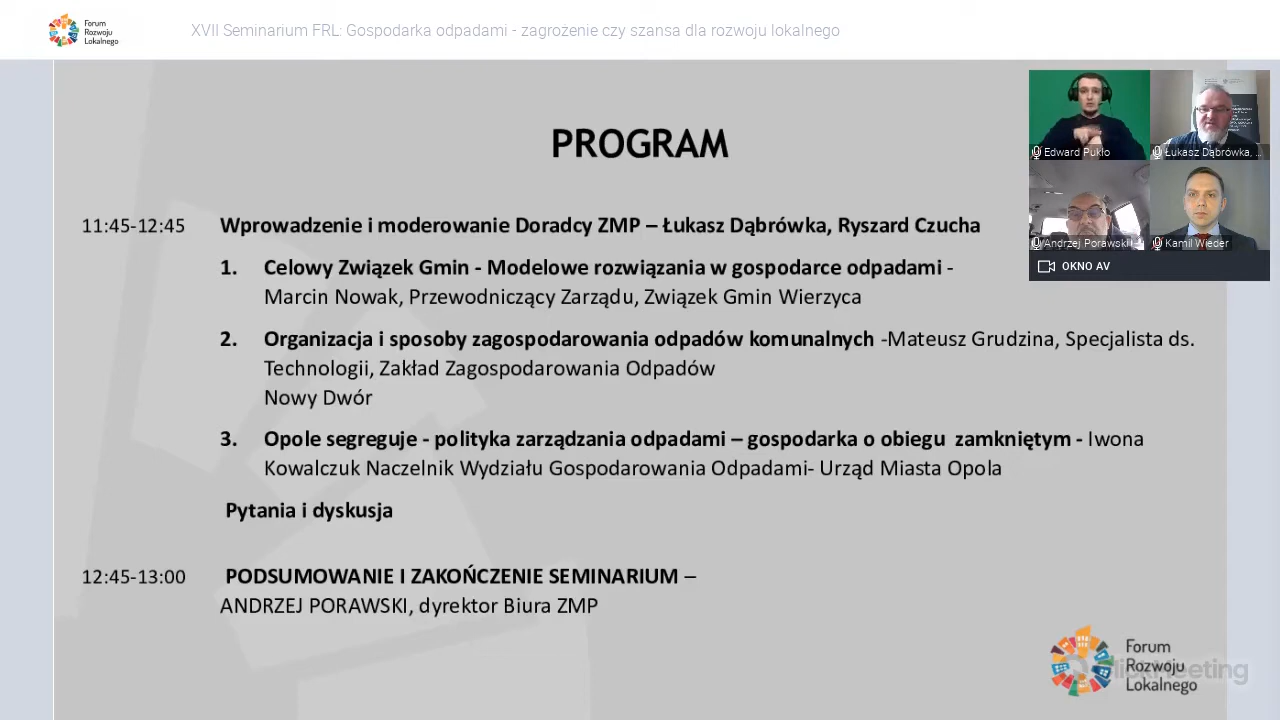 Forum
Rozwoju
Lokalnego
XVII Seminarium FRL: Gospodarka odpadami - zagrożenie czy szansa dla rozwoju lokalnego
PROGRAM
11:45-12:45 Wprowadzenie i moderowanie Doradcy ZMP – Łukasz Dąbrówka, Ryszard Czucha
1. Celowy Związek Gmin - Modelowe rozwiązania w gospodarce odpadami -
Marcin Nowak, Przewodniczący Zarządu, Związek Gmin Wierzyca
2. Organizacja i sposoby zagospodarowania odpadów komunalnych -Mateusz Grudzina, Specjalista ds.
Technologii, Zakład Zagospodarowania Odpadów
Nowy Dwór
3. Opole segreguje - polityka zarządzania odpadami – gospodarka o obiegu zamkniętym - Iwona
Kowalczuk Naczelnik Wydziału Gospodarowania Odpadami- Urząd Miasta Opola
Pytania i dyskusja
12:45-13:00 PODSUMOWANIE I ZAKOŃCZENIE SEMINARIUM –
ANDRZEJ PORAWSKI, dyrektor Biura ZMP
Edward Pukło
Łukasz Dąbrówka, ...
Andrzej Porawski
Kamil Wieder
OKNO AV
Forum
Rozwoju
Lokalnego
ClickMeeting